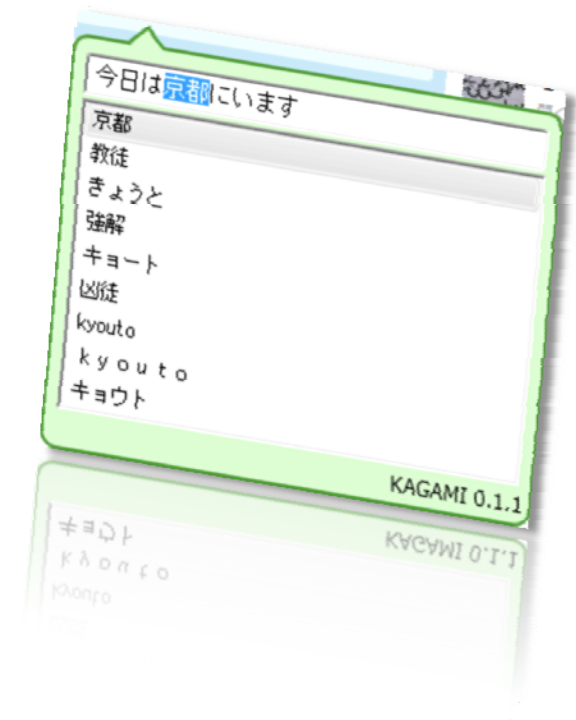 今日は京都にいます
京都
教徒
きょうと
強解
キョート
凶徒
kyouto
ｋｙｏｕｔｏ
キョウト
KAGAMI 0.1.1